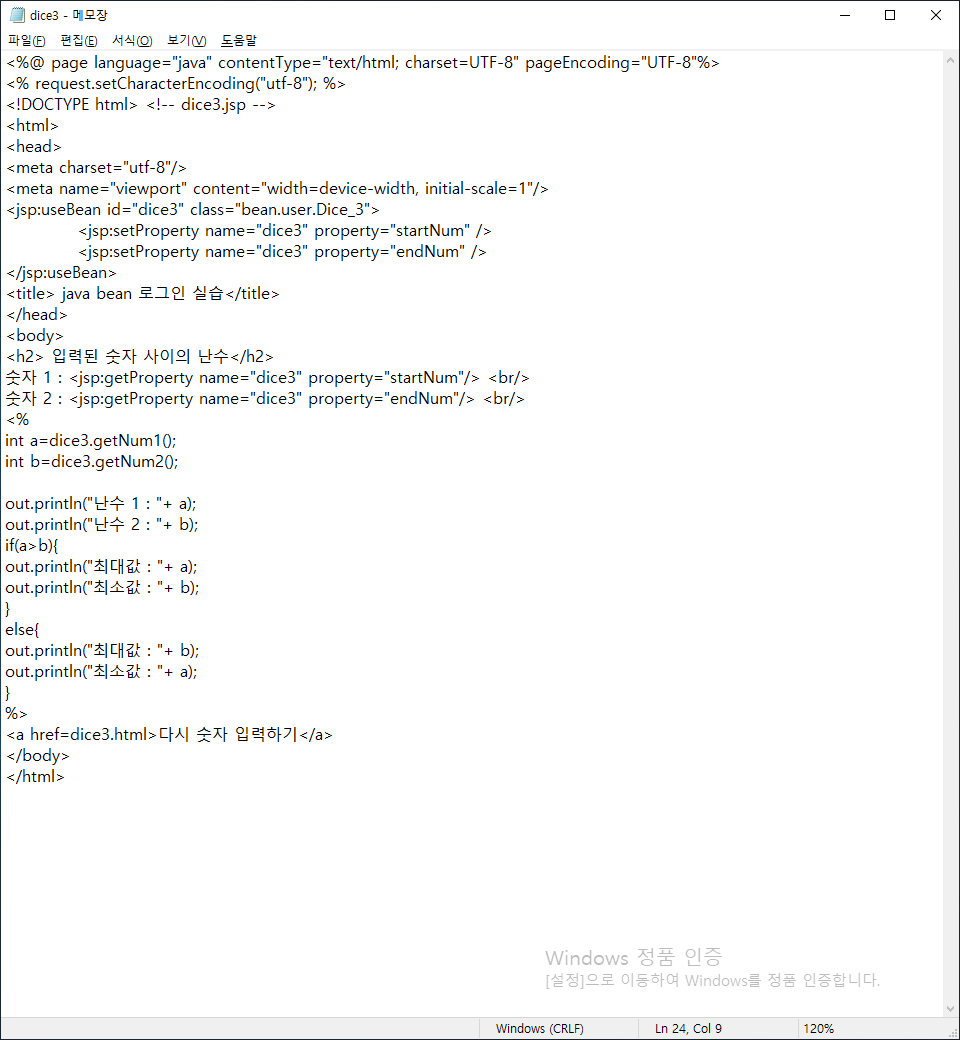 dice3 - 메모장
파일(F) 편집(E) 서식(O) 보기(V) 도움말
<%@ page language="java" contentType="text/html; charset=UTF-8" pageEncoding="UTF-8"%>
<% request.setCharacterEncoding("utf-8"); %>
<!DOCTYPE html> <!-- dice3.jsp -->
<html>
<head>
<meta charset="utf-8"/>
<meta name="viewport" content="width=device-width, initial-scale=1"/>
<jsp:useBean id="dice3" class="bean.user.Dice_3">
<jsp:setProperty name="dice3" property="startNum" />
<jsp:setProperty name="dice3" property="endNum" />
</jsp:useBean>
<title> java bean 로그인 실습</title>
</head>
<body>
<h2> 입력된 숫자 사이의 난수</h2>
숫자 1 : <jsp:getProperty name="dice3" property="startNum"/> <br/>
숫자 2 : <jsp:getProperty name="dice3" property="endNum"/> <br/>
<%
int a=dice3.getNum1();
int b=dice3.getNum2();
out.println("난수 1 : "+ a);
out.println("난수 2 : "+ b);
if(a>b){
out.println("최대값 : "+ a);
out.println("최소값 : "+ b);
}
else{
out.println("최대값 : "+ b);
out.println("최소값 : "+ a);
}
%>
<a href=dice3.html>다시 숫자 입력하기</a>
</body>
</html>
Windows 정품 인증
[설정]으로 이동하여 Windows를 정품 인증합니다.
Windows (CRLF) Ln 24, Col 9 120%